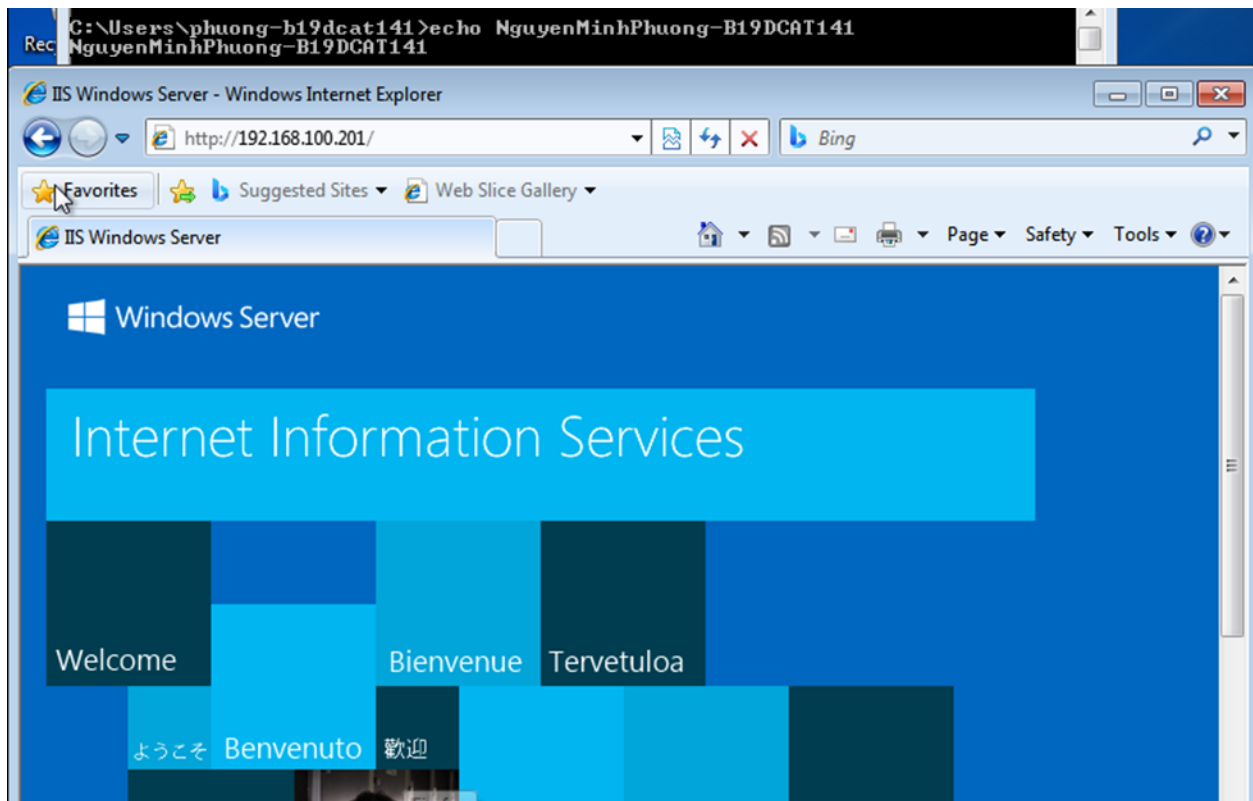 C:\Users\phuong-b19dcat141>echo NguyenMinhPhuong-B19DCAT141
Rec NguyenMinhPhuong-B19DCAT141
IIS Windows Server - Windows Internet Explorer
http://192.168.100.201/ Bing
Favorites Suggested Sites Web Slice Gallery
IIS Windows Server Page Safety Tools
Windows Server
Internet Information Services
Welcome Bienvenue Tervetuloa
ようこそ Benvenuto 歡迎